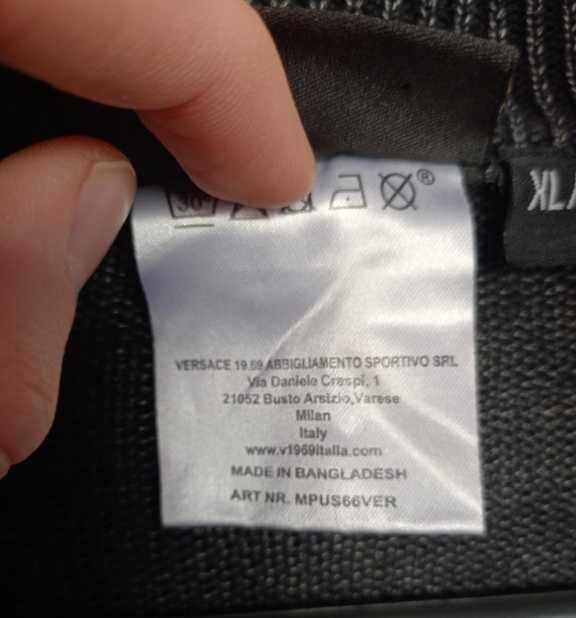 30°
®
XL
VERSACE 19.69 ABBIGLIAMENTO SPORTIVO SRL
Via Daniele Crespi, 1
21052 Busto Arsizio,Varese
Milan
Italy
www.v1969italia.com
MADE IN BANGLADESH
ART NR. MPUS66VER